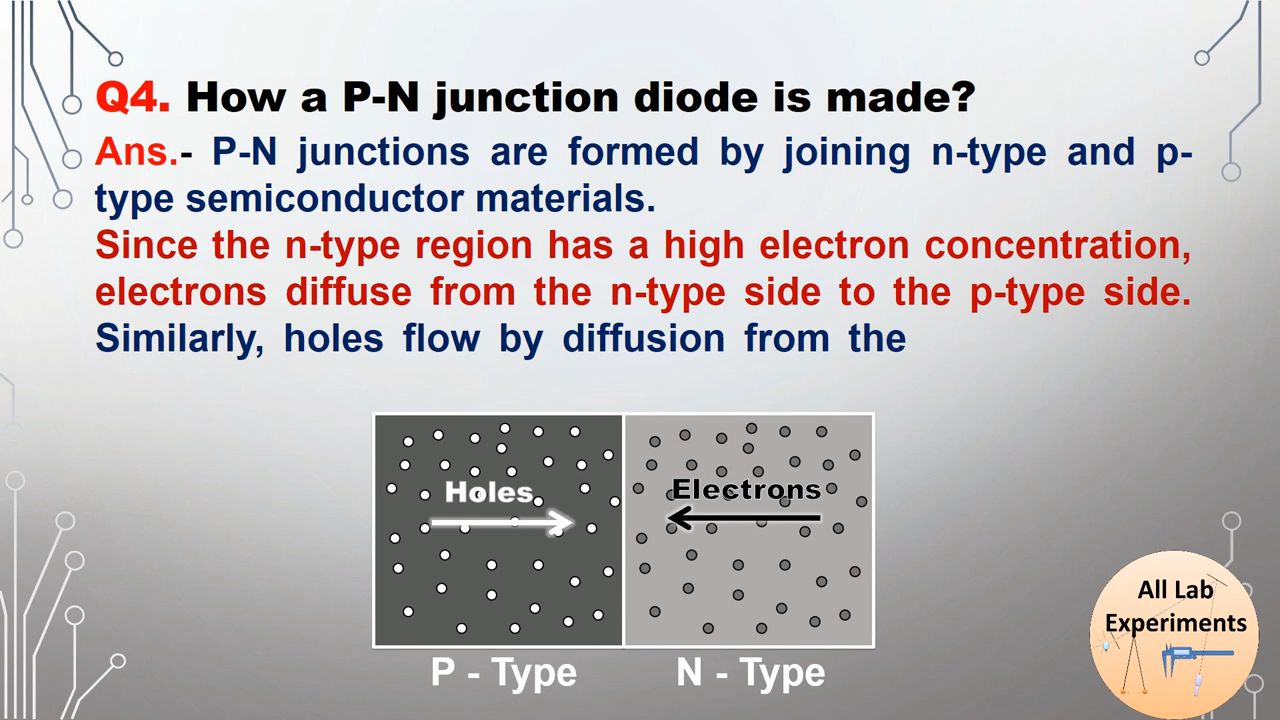 Q4. How a P-N junction diode is made?
Ans.- P-N junctions are formed by joining n-type and p-
type semiconductor materials.
Since the n-type region has a high electron concentration,
electrons diffuse from the n-type side to the p-type side.
Similarly, holes flow by diffusion from the
Holes
Electrons
P - Type
N - Type
All Lab
Experiments